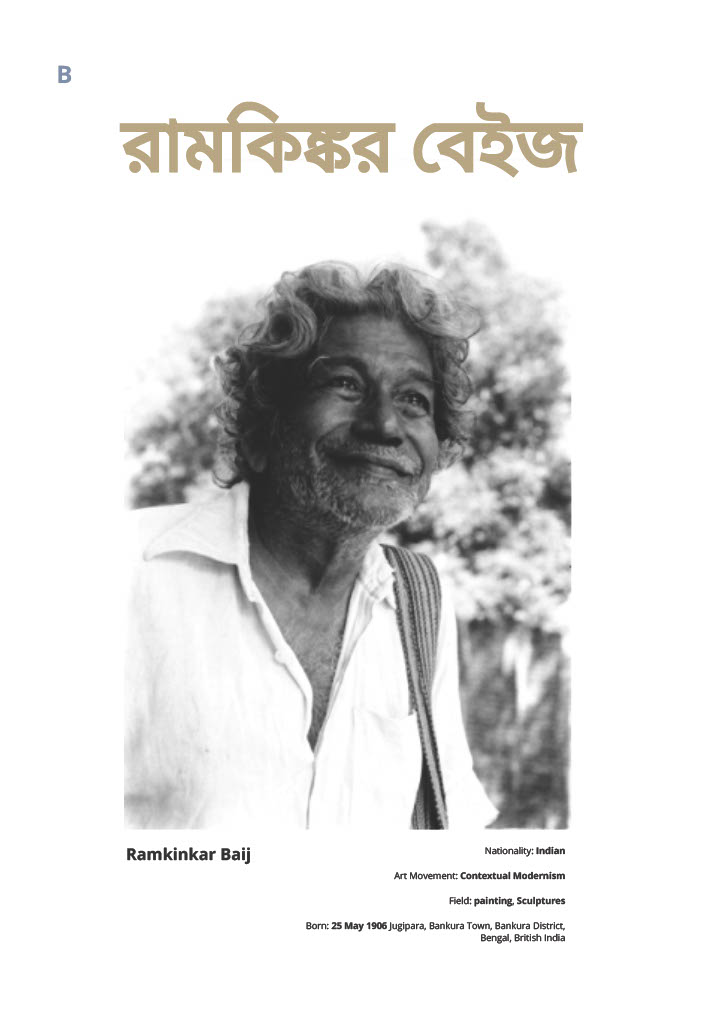 B
রামকিঙ্কর বেইজ
Ramkinkar Baij
Nationality: Indian
Art Movement: Contextual Modernism
Field: painting, Sculptures
Born: 25 May 1906 Jugipara, Bankura Town, Bankura District,
Bengal, British India